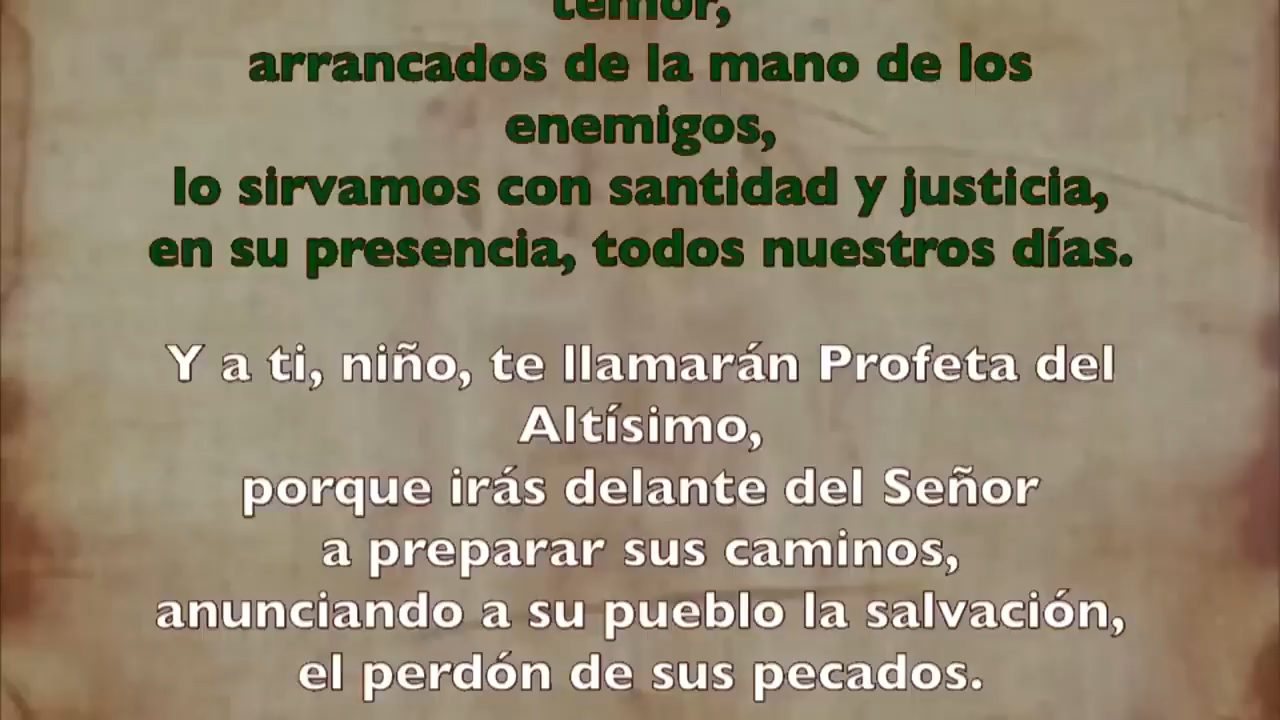 temor,
arrancados de la mano de los
enemigos,
lo sirvamos con santidad y justicia,
en su presencia, todos nuestros días.
Y a ti, niño, te llamarán Profeta del
Altísimo,
porque irás delante del Señor
a preparar sus caminos,
anunciando a su pueblo la salvación,
el perdón de sus pecados.